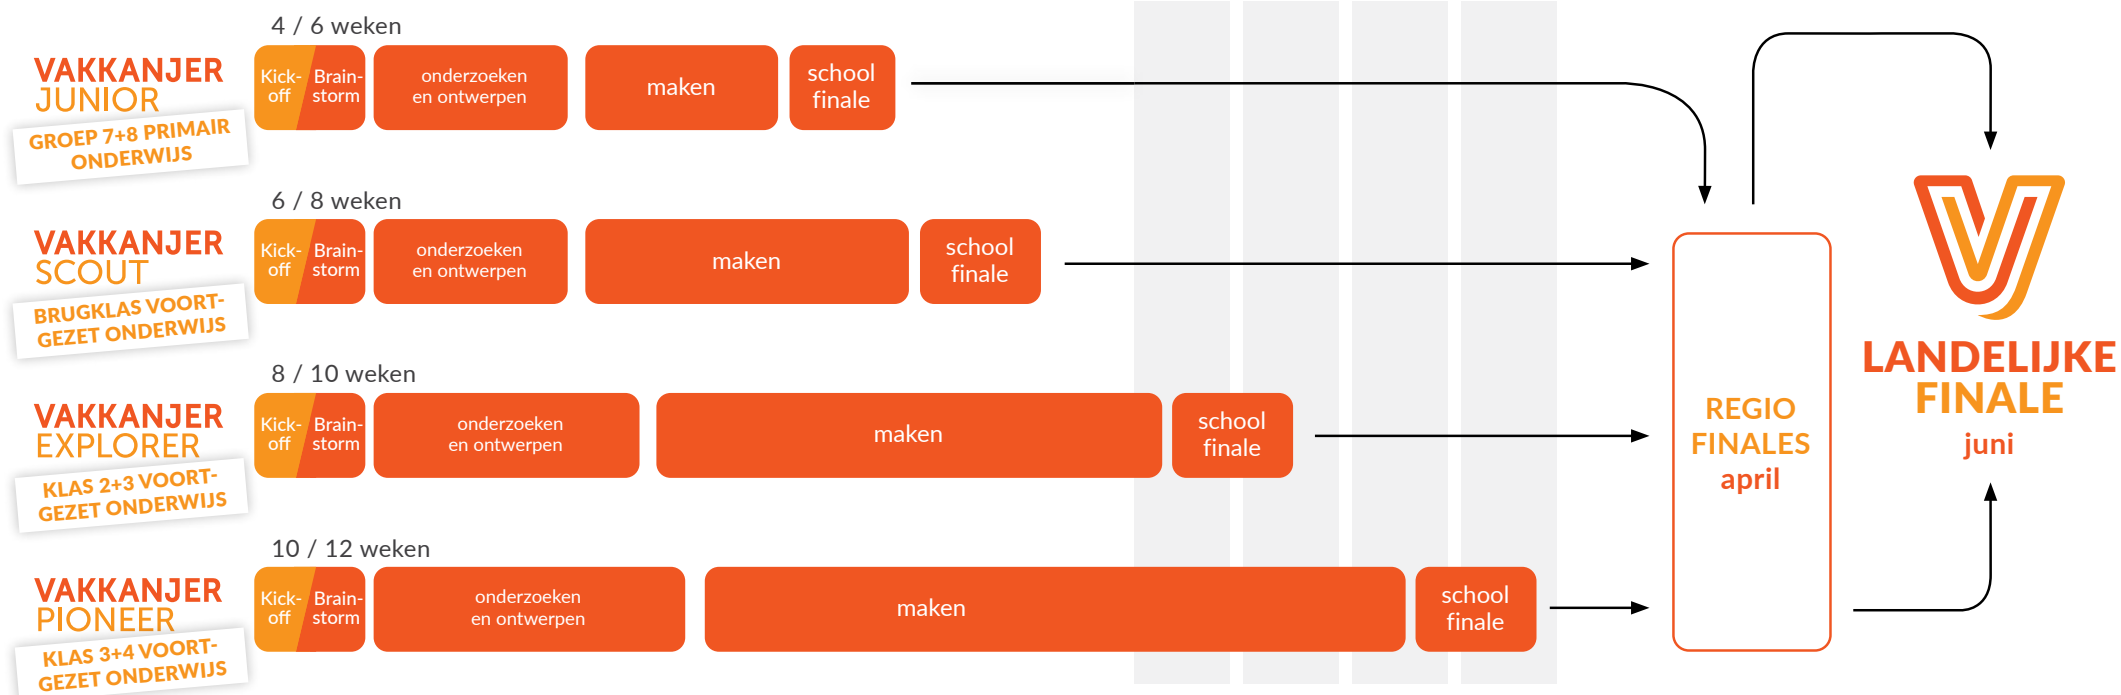 4 / 6 weken
VAKKANJER
JUNIOR
GROEP 7+8 PRIMAIR
ONDERWIJS
Kick-
off
Brain-
storm
onderzoeken
en ontwerpen
maken
school
finale
6 / 8 weken
VAKKANJER
SCOUT
BRUGKLAS VOORT-
GEZET ONDERWIJS
Kick-
off
Brain-
storm
onderzoeken
en ontwerpen
maken
school
finale
8 / 10 weken
VAKKANJER
EXPLORER
KLAS 2+3 VOORT-
GEZET ONDERWIJS
Kick-
off
Brain-
storm
onderzoeken
en ontwerpen
maken
school
finale
10 / 12 weken
VAKKANJER
PIONEER
KLAS 3+4 VOORT-
GEZET ONDERWIJS
Kick-
off
Brain-
storm
onderzoeken
en ontwerpen
maken
school
finale
REGIO
FINALES
april
LANDELIJKE
FINALE
juni